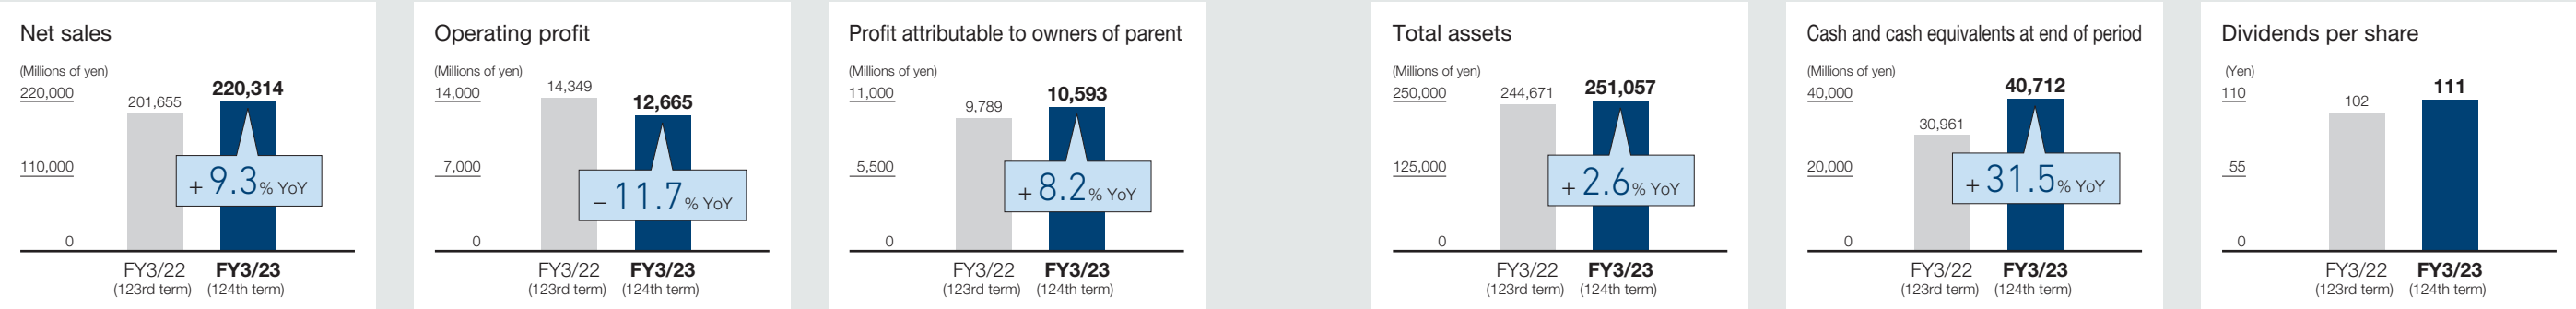 Net sales
(Millions of yen)
220,000
110,000
0
201,655
220,314
+ 9.3% YoY
FY3/22
(123rd term)
FY3/23
(124th term)
Operating profit
(Millions of yen)
14,000
7,000
0
14,349
12,665
− 11.7% YoY
FY3/22
(123rd term)
FY3/23
(124th term)
Profit attributable to owners of parent
(Millions of yen)
11,000
5,500
0
9,789
10,593
+ 8.2% YoY
FY3/22
(123rd term)
FY3/23
(124th term)
Total assets
(Millions of yen)
250,000
125,000
0
244,671
251,057
+ 2.6% YoY
FY3/22
(123rd term)
FY3/23
(124th term)
Cash and cash equivalents at end of period
(Millions of yen)
40,000
20,000
0
30,961
40,712
+ 31.5% YoY
FY3/22
(123rd term)
FY3/23
(124th term)
Dividends per share
(Yen)
110
55
0
102
111
FY3/22
(123rd term)
FY3/23
(124th term)